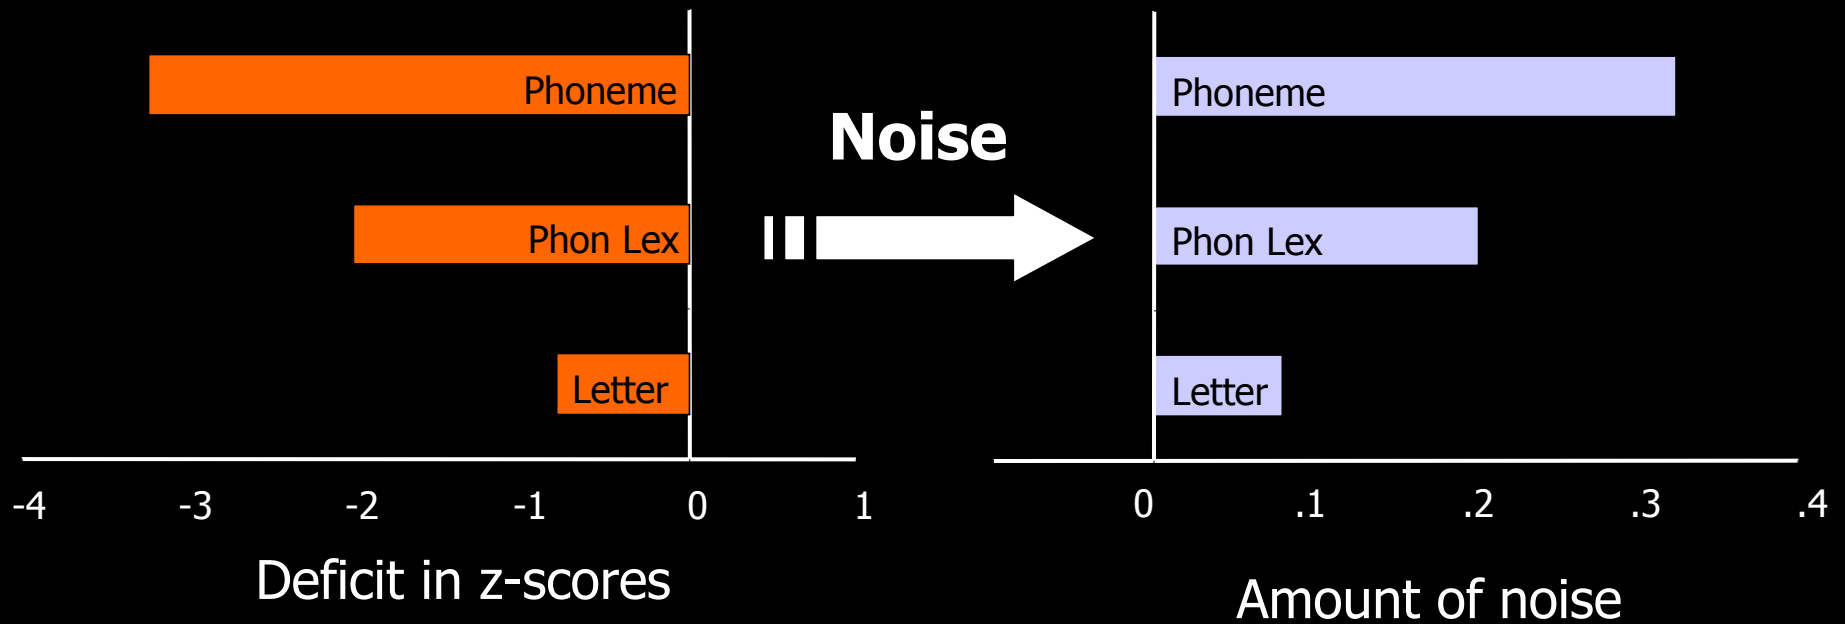 Phoneme
Phon Lex
Letter
-4 -3 -2 -1 0 1
Deficit in z-scores
Noise
Phoneme
Phon Lex
Letter
0 .1 .2 .3 .4
Amount of noise